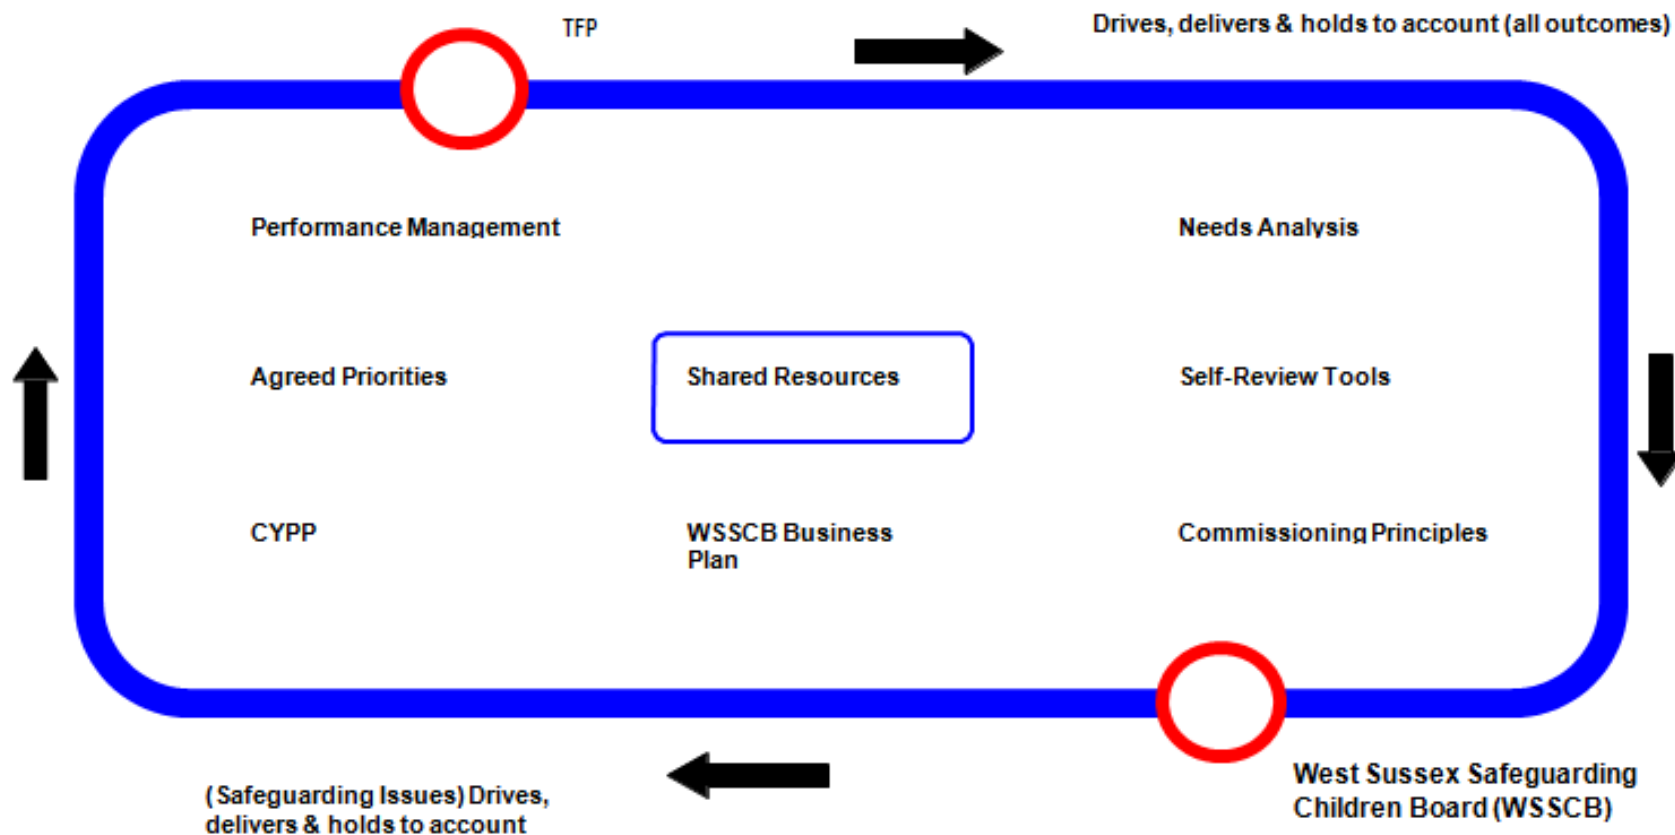 TFP
Drives, delivers & holds to account (all outcomes)
Performance Management
Needs Analysis
Agreed Priorities
Shared Resources
Self-Review Tools
CYPP
WSSCB Business
Plan
Commissioning Principles
West Sussex Safeguarding
Children Board (WSSCB)
( Safeguarding Issues) Drives,
delivers & holds to account